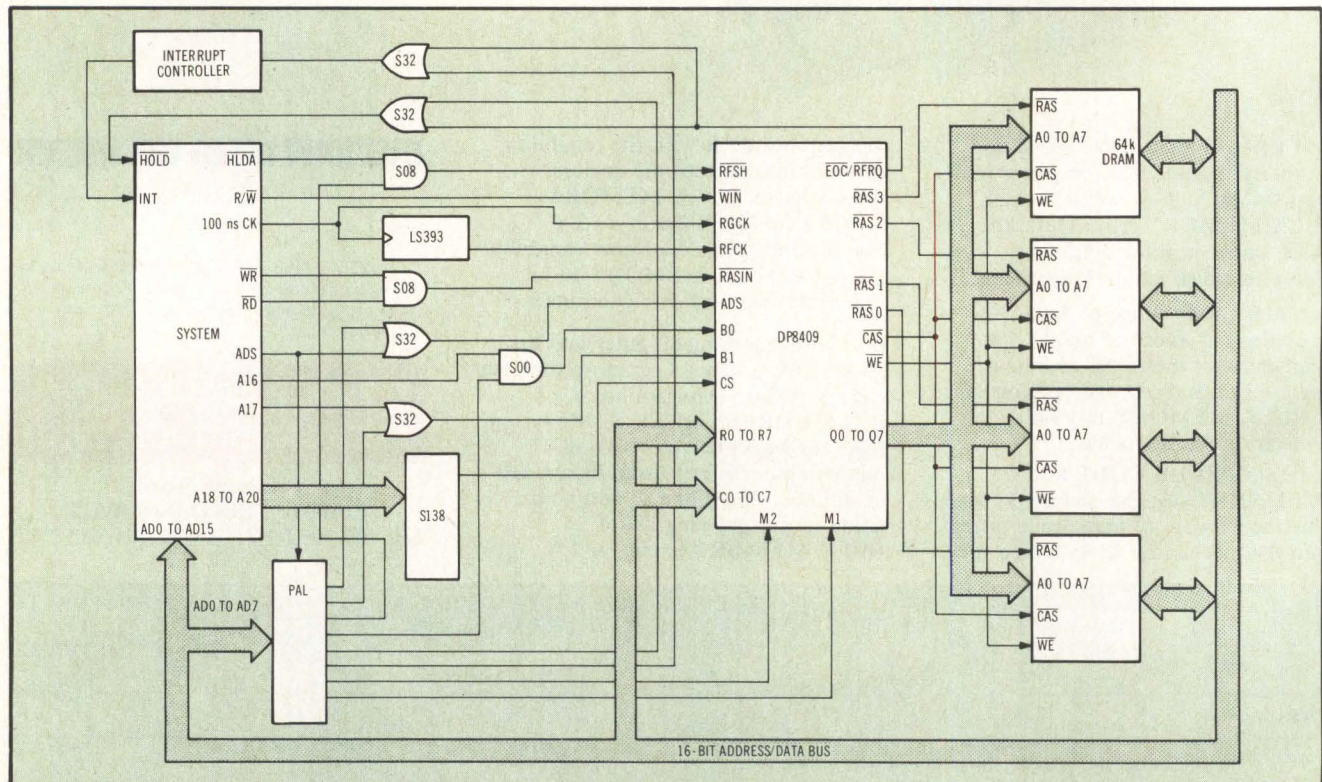 INTERRUPT
CONTROLLER
S32
S32
HOLD
INT
HLDA
R/W
100 ns CK
WR
RD
SYSTEM
ADS
A16
A17
A18 TO A20
AD0 TO AD15
S08
LS393
S08
S32
S00
S32
S138
AD0 TO AD7
PAL
RFSH
WIN
RGCK
RFCK
RASIN
ADS
B0
B1
CS
R0 TO R7
C0 TO C7
M2
M1
DP8409
EOC/RFRQ
RAS 3
RAS 2
RAS 1
RAS 0
CAS
WE
Q0 TO Q7
RAS
A0 TO A7
64k
DRAM
CAS
WE
RAS
A0 TO A7
CAS
WE
RAS
A0 TO A7
CAS
WE
RAS
A0 TO A7
CAS
WE
16-BIT ADDRESS/DATA BUS